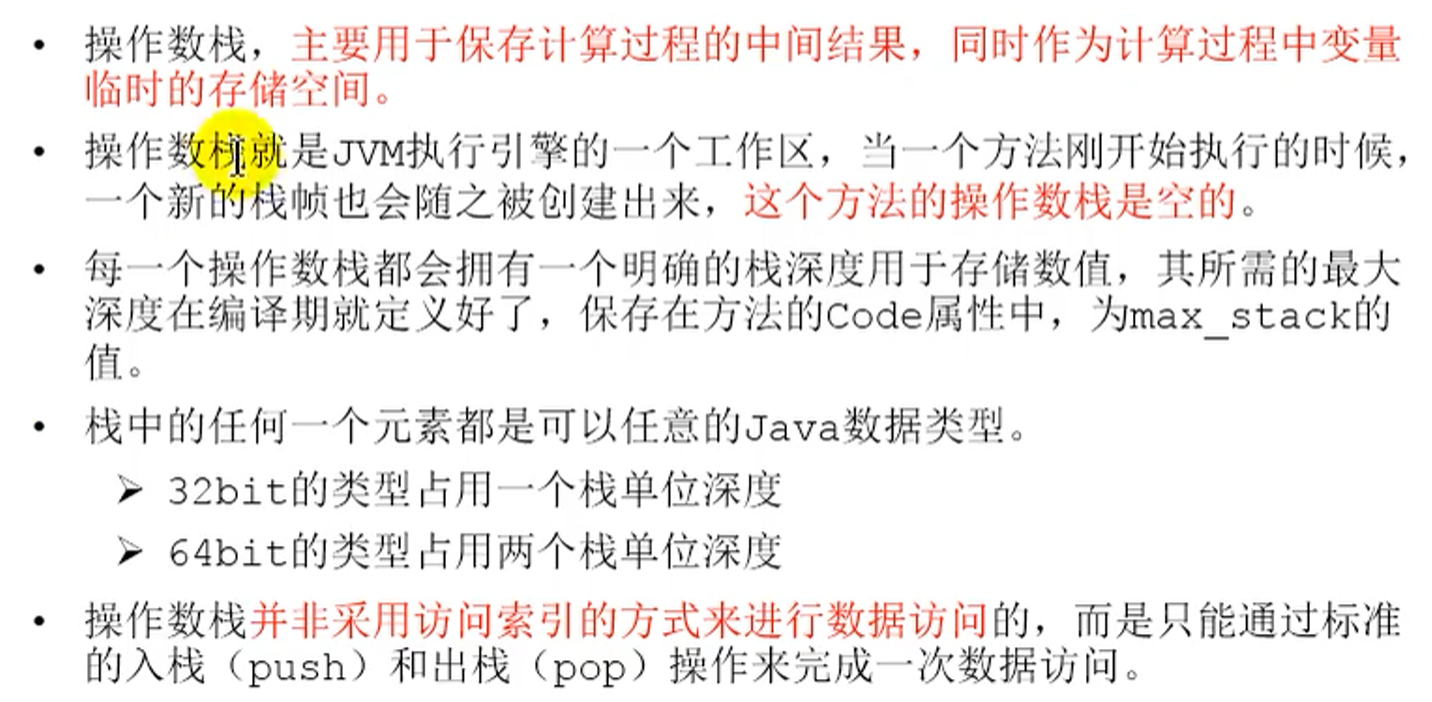 • 操作数栈，主要用于保存计算过程的中间结果，同时作为计算过程中变量
临时的存储空间。
• 操作数栈就是JVM执行引擎的一个工作区，当一个方法刚开始执行的时候，
一个新的栈帧也会随之被创建出来，这个方法的操作数栈是空的。
• 每一个操作数栈都会拥有一个明确的栈深度用于存储数值，其所需的最大
深度在编译期就定义好了，保存在方法的Code属性中，为max_stack的
值。
• 栈中的任何一个元素都是可以任意的Java数据类型。
➢ 32bit的类型占用一个栈单位深度
➢ 64bit的类型占用两个栈单位深度
• 操作数栈并非采用访问索引的方式来进行数据访问的，而是只能通过标准
的入栈（push）和出栈（pop）操作来完成一次数据访问。